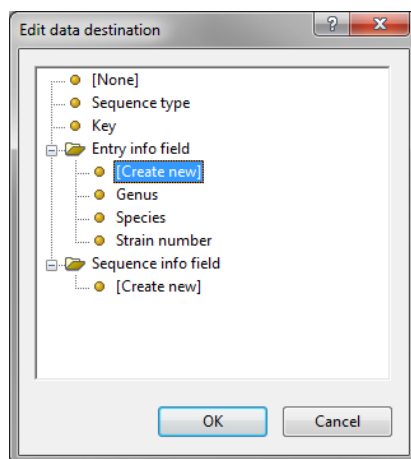 Edit data destination
[None]
Sequence type
Key
Entry info field
[Create new]
Genus
Species
Strain number
Sequence info field
[Create new]
OK Cancel